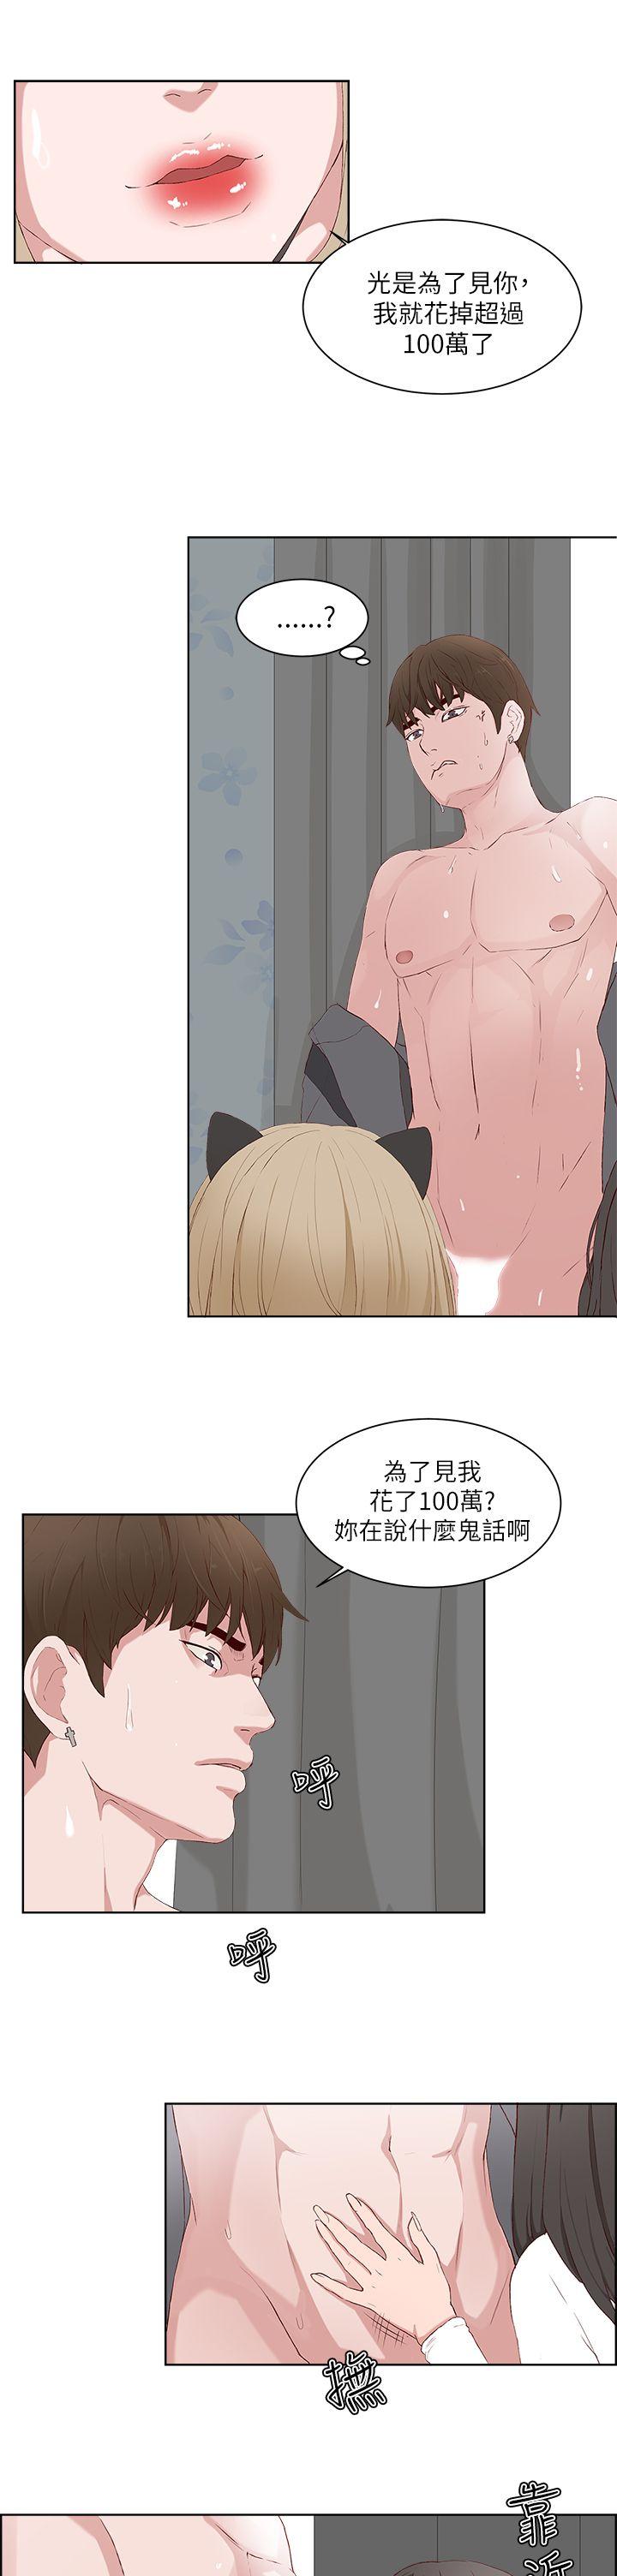 光是為了見你，
我就花掉超過
100萬了
......?
為了見我
花了100萬?
妳在說什麼鬼話啊
呼
呼
撫
靠
近